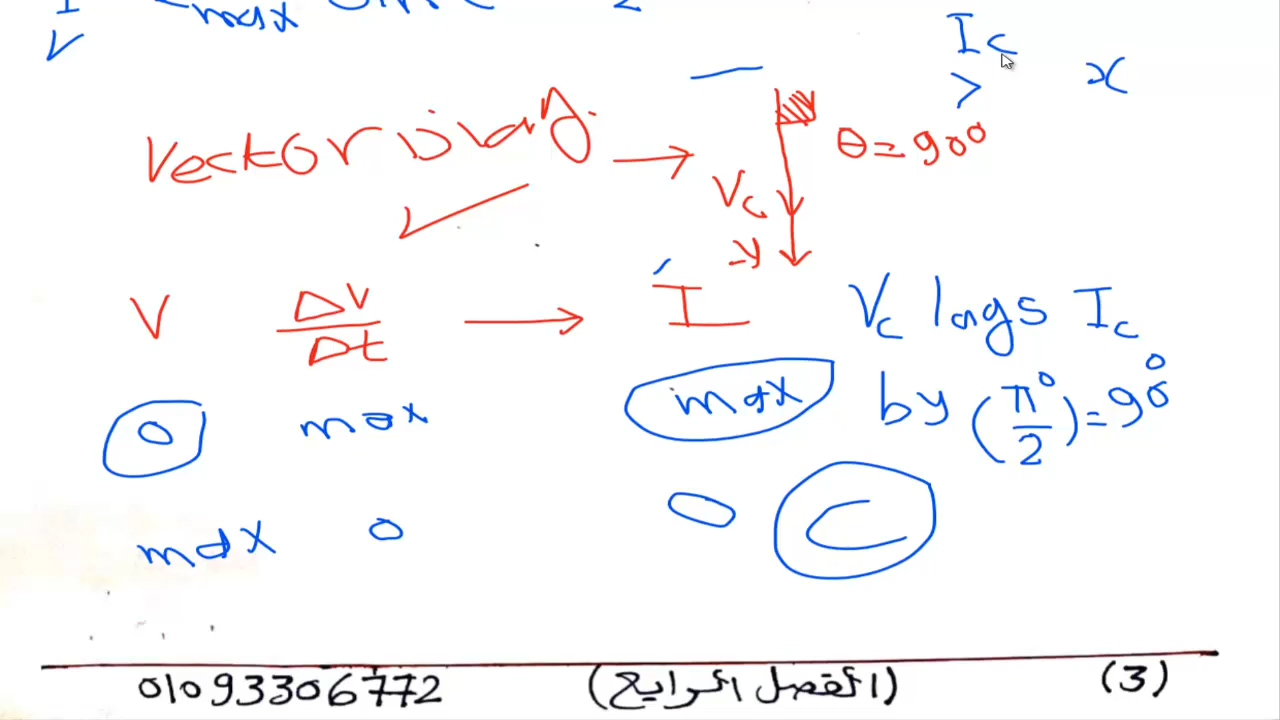 I max
Ic
> x
Vector Diag. → θ = 90°
Vc
-y
V ΔV/Δt → I Vc lags Ic
0 max max by (π°/2) = 90°
max 0 0 C
01093306772 (الفصل الرابع) (3)